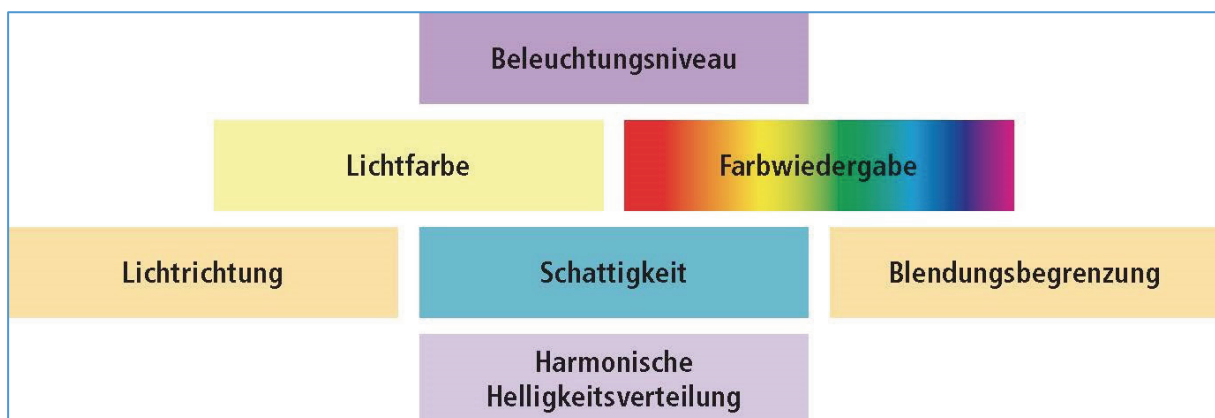 Beleuchtungsniveau
Lichtfarbe
Farbwiedergabe
Lichtrichtung
Schattigkeit
Blendungsbegrenzung
Harmonische
Helligkeitsverteilung